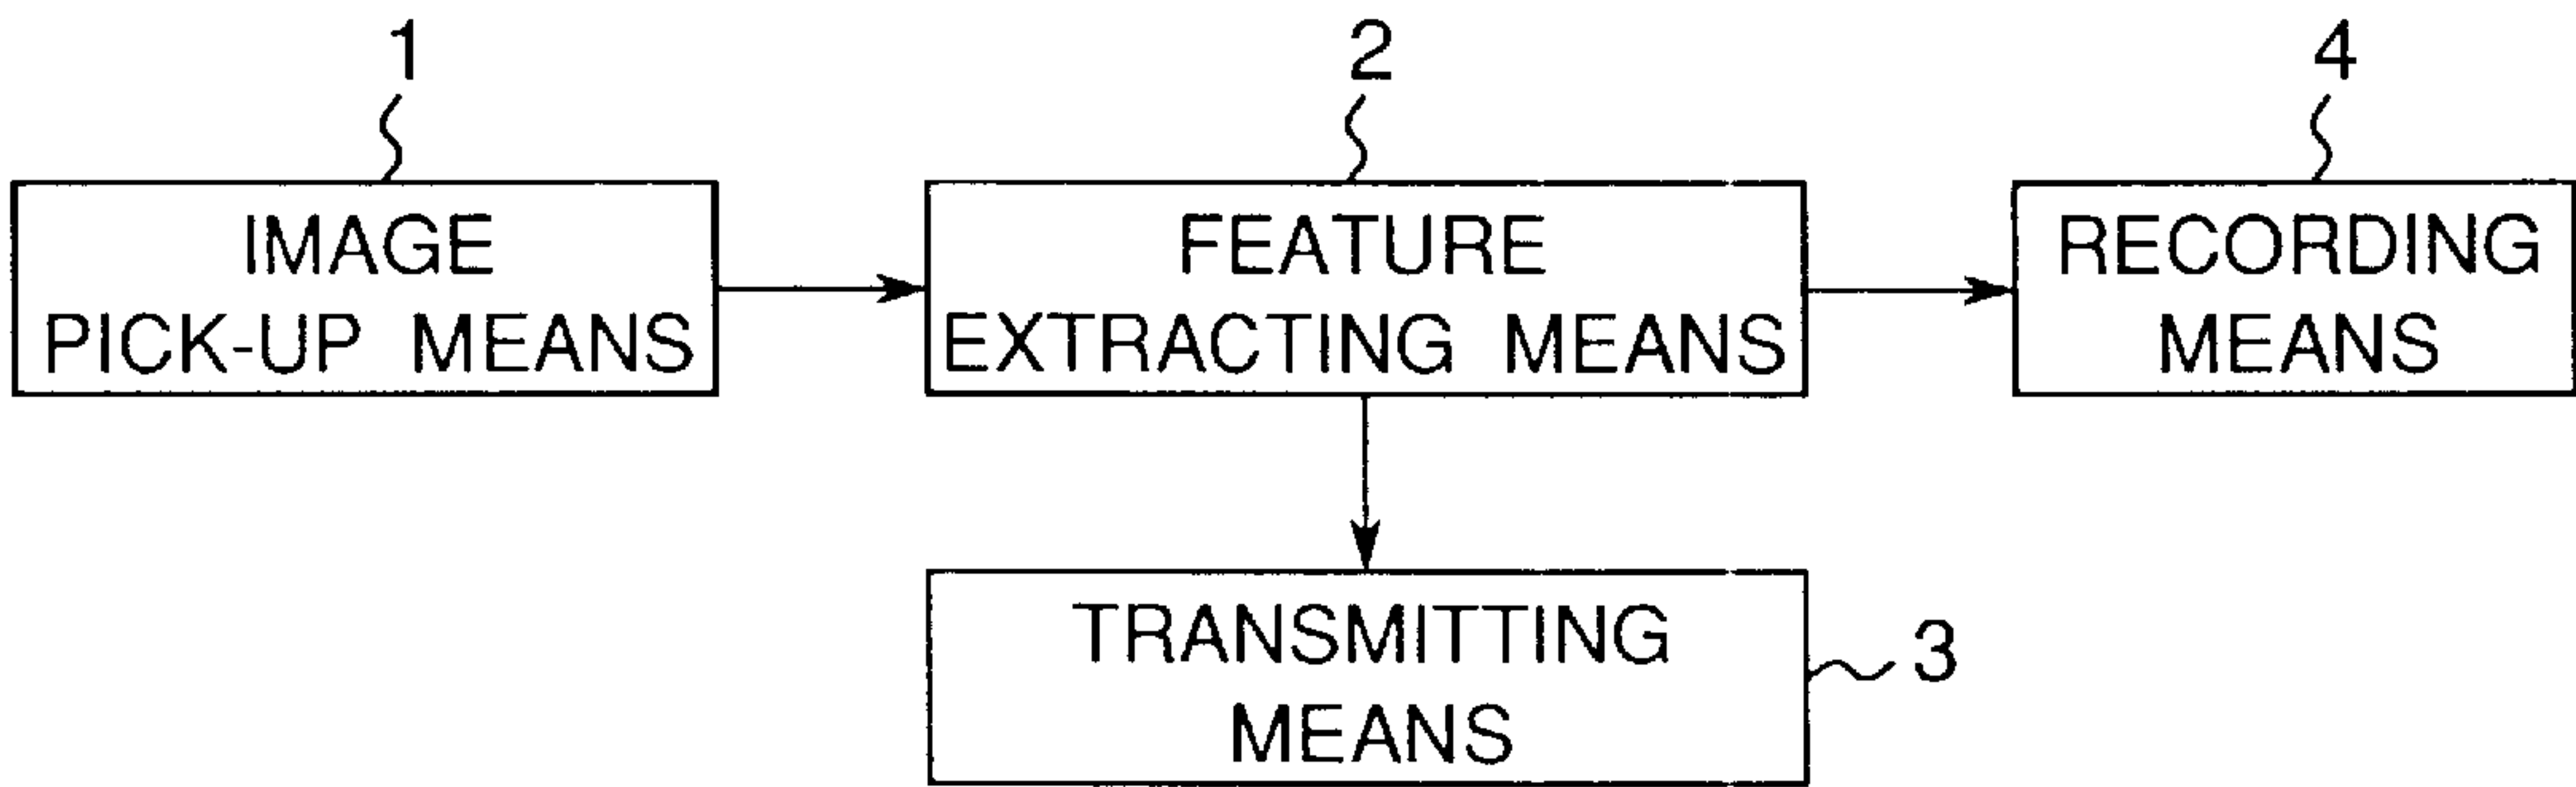 1
2
4
IMAGE
PICK-UP MEANS
FEATURE
EXTRACTING MEANS
RECORDING
MEANS
TRANSMITTING
MEANS
3